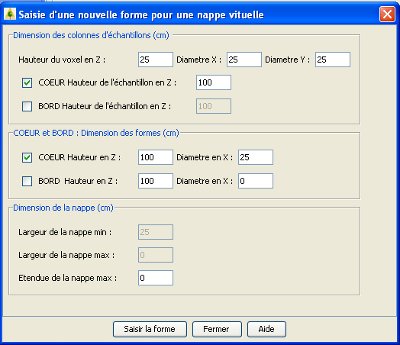 Saisie d'une nouvelle forme pour une nappe vituelle
Dimension des colonnes d'échantillons (cm)
Hauteur du voxel en Z : 25 Diametre X : 25 Diametre Y : 25
COEUR Hauteur de l'échantillon en Z : 100
BORD Hauteur de l'échantillon en Z : 100
COEUR et BORD : Dimension des formes (cm)
COEUR Hauteur en Z : 100 Diametre en X : 25
BORD Hauteur en Z : 100 Diametre en X : 0
Dimension de la nappe (cm)
Largeur de la nappe min : 25
Largeur de la nappe max : 0
Etendue de la nappe max : 0
Saisir la forme Fermer Aide